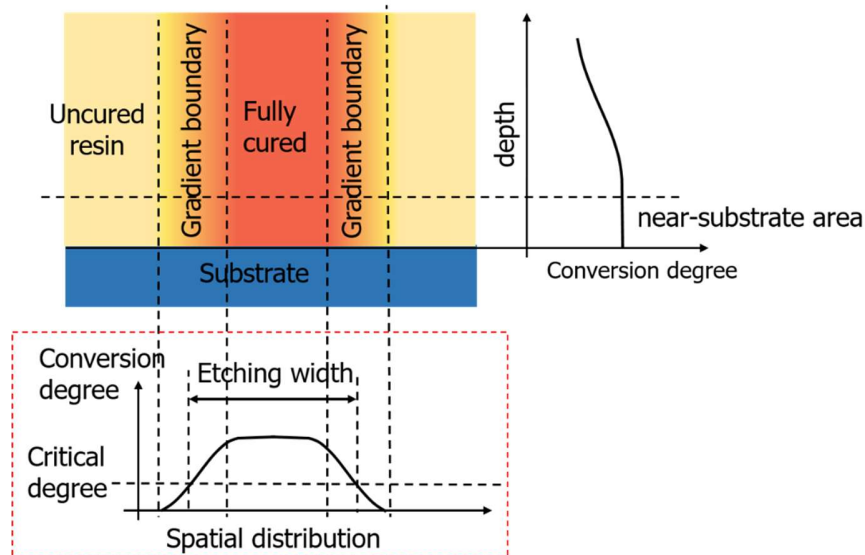 Uncured
resin
Gradient boundary
Fully
cured
Gradient boundary
Substrate
depth
near-substrate area
Conversion degree
Conversion
degree
Etching width
Critical
degree
Spatial distribution